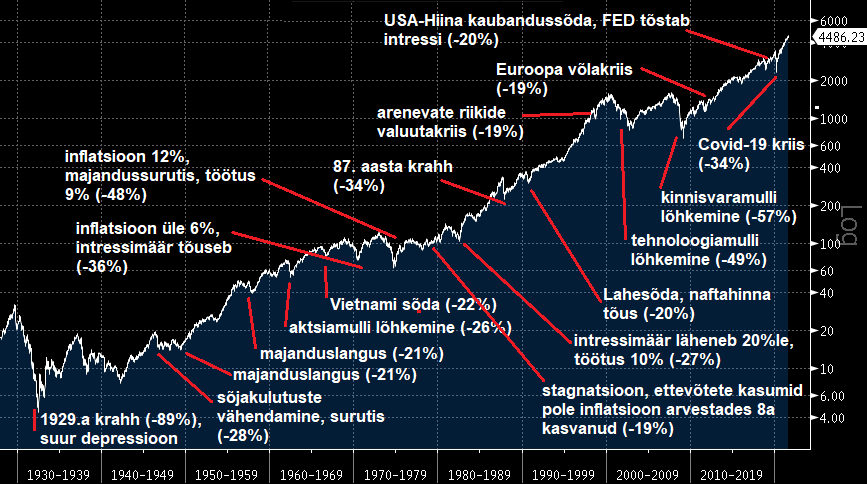 USA-Hiina kaubandussõda, FED tõstab
intressi (-20%)
Euroopa võlakriis
(-19%)
arenevate riikide
valuutakriis (-19%)
Covid-19 kriis
(-34%)
inflatsioon 12%,
majandussurutis, töötus
9% (-48%)
87. aasta krahh
(-34%)
kinnisvaramulli
lõhkemine (-57%)
inflatsioon üle 6%,
intressimäär tõuseb
(-36%)
tehnoloogiamulli
lõhkemine (-49%)
Vietnami sõda (-22%)
Lahesõda, naftahinna
tõus (-20%)
aktsiamulli lõhkemine (-26%)
intressimäär läheneb 20%le,
töötus 10% (-27%)
majanduslangus (-21%)
majanduslangus (-21%)
stagnatsioon, ettevõtete kasumid
pole inflatsioon arvestades 8a
kasvanud (-19%)
sõjakulutuste
vähendamine, surutis
(-28%)
1929.a krahh (-89%),
suur depressioon
6000
4486.23
2000
1000
600
400
200
100
60
40
20
10
6.00
4.00
Log
1930-1939
1940-1949
1950-1959
1960-1969
1970-1979
1980-1989
1990-1999
2000-2009
2010-2019